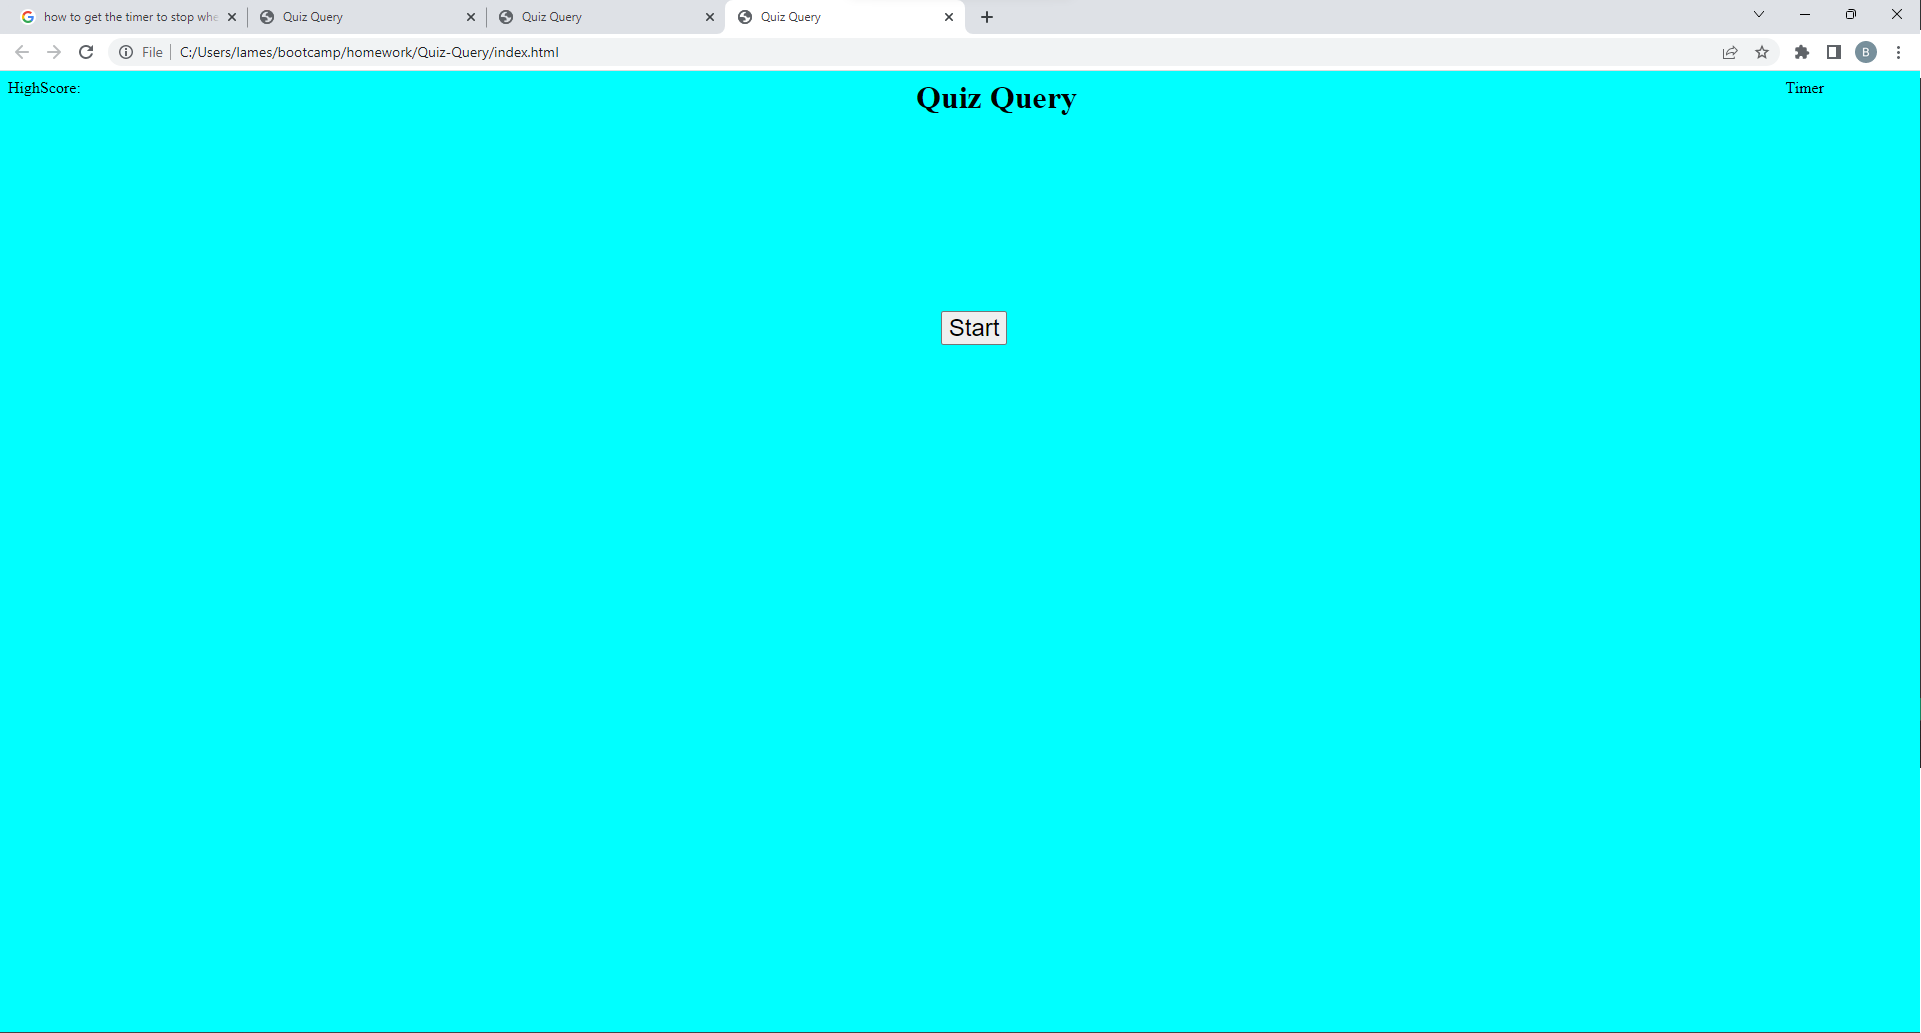 how to get the timer to stop whe
Quiz Query
Quiz Query
Quiz Query
File
C:/Users/lames/bootcamp/homework/Quiz-Query/index.html
B
HighScore:
Quiz Query
Timer
Start